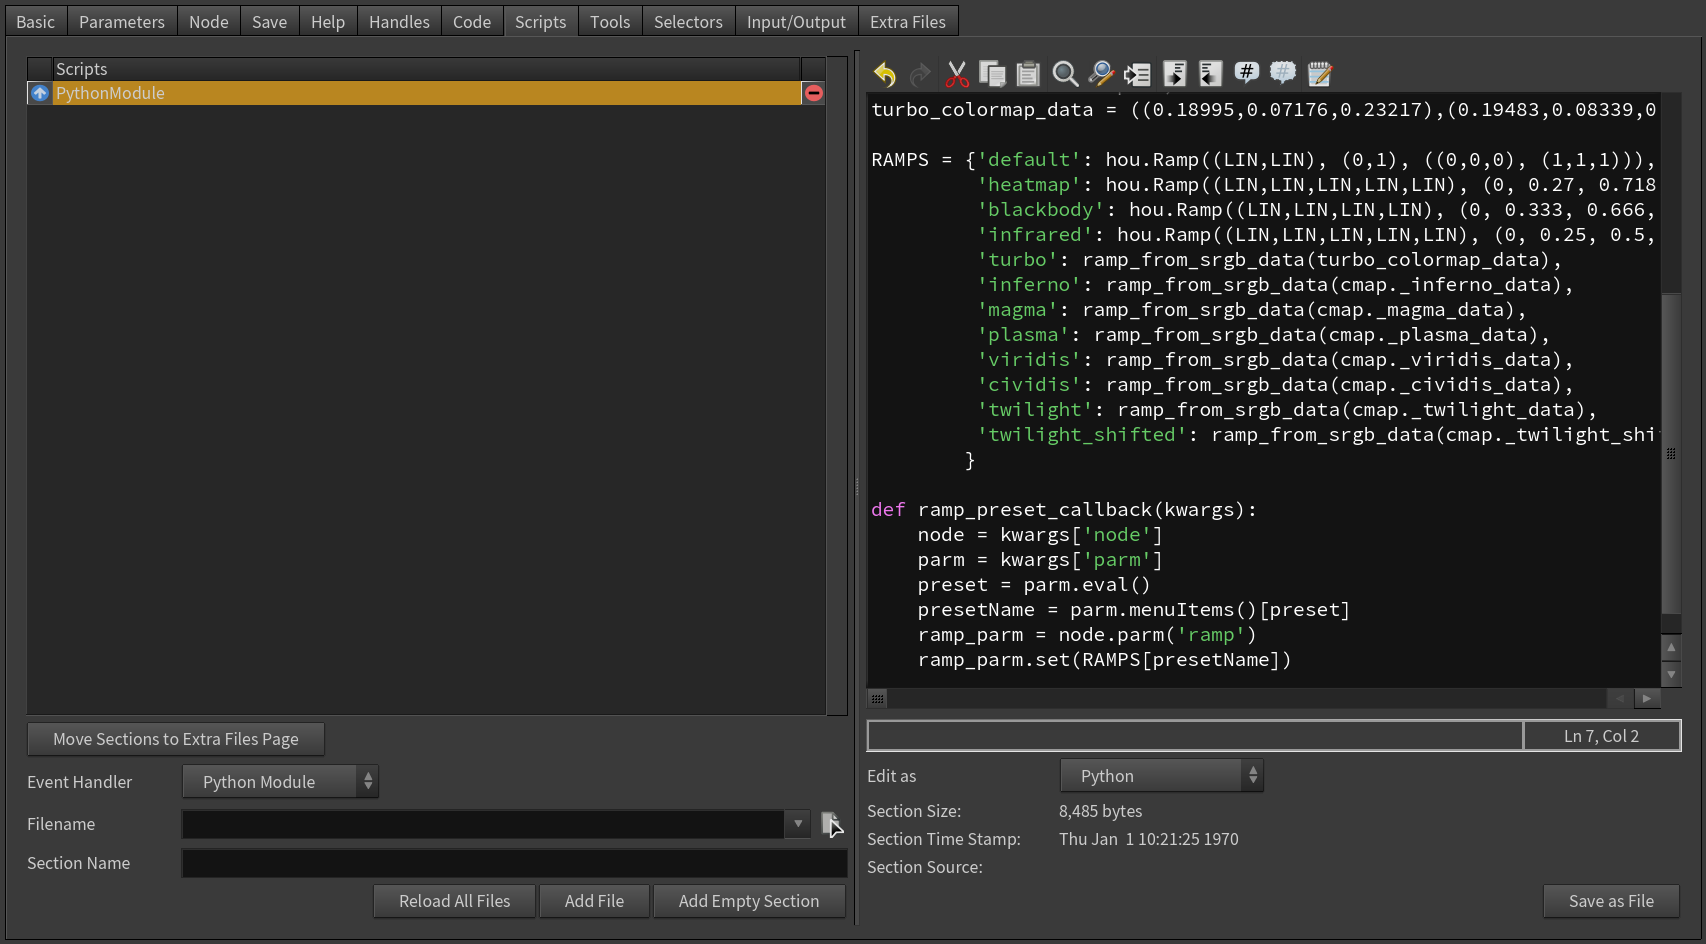 Basic Parameters Node Save Help Handles Code Scripts Tools Selectors Input/Output Extra Files
Scripts
PythonModule
Move Sections to Extra Files Page
Event Handler Python Module
Filename
Section Name
Reload All Files Add File Add Empty Section
turbo_colormap_data = ((0.18995,0.07176,0.23217),(0.19483,0.08339,0
RAMPS = {'default': hou.Ramp((LIN,LIN), (0,1), ((0,0,0), (1,1,1))),
'heatmap': hou.Ramp((LIN,LIN,LIN,LIN,LIN), (0, 0.27, 0.718
'blackbody': hou.Ramp((LIN,LIN,LIN,LIN), (0, 0.333, 0.666,
'infrared': hou.Ramp((LIN,LIN,LIN,LIN,LIN), (0, 0.25, 0.5,
'turbo': ramp_from_srgb_data(turbo_colormap_data),
'inferno': ramp_from_srgb_data(cmap._inferno_data),
'magma': ramp_from_srgb_data(cmap._magma_data),
'plasma': ramp_from_srgb_data(cmap._plasma_data),
'viridis': ramp_from_srgb_data(cmap._viridis_data),
'cividis': ramp_from_srgb_data(cmap._cividis_data),
'twilight': ramp_from_srgb_data(cmap._twilight_data),
'twilight_shifted': ramp_from_srgb_data(cmap._twilight_shi
}
def ramp_preset_callback(kwargs):
node = kwargs['node']
parm = kwargs['parm']
preset = parm.eval()
presetName = parm.menuItems()[preset]
ramp_parm = node.parm('ramp')
ramp_parm.set(RAMPS[presetName])
Ln 7, Col 2
Edit as Python
Section Size: 8,485 bytes
Section Time Stamp: Thu Jan 1 10:21:25 1970
Section Source:
Save as File